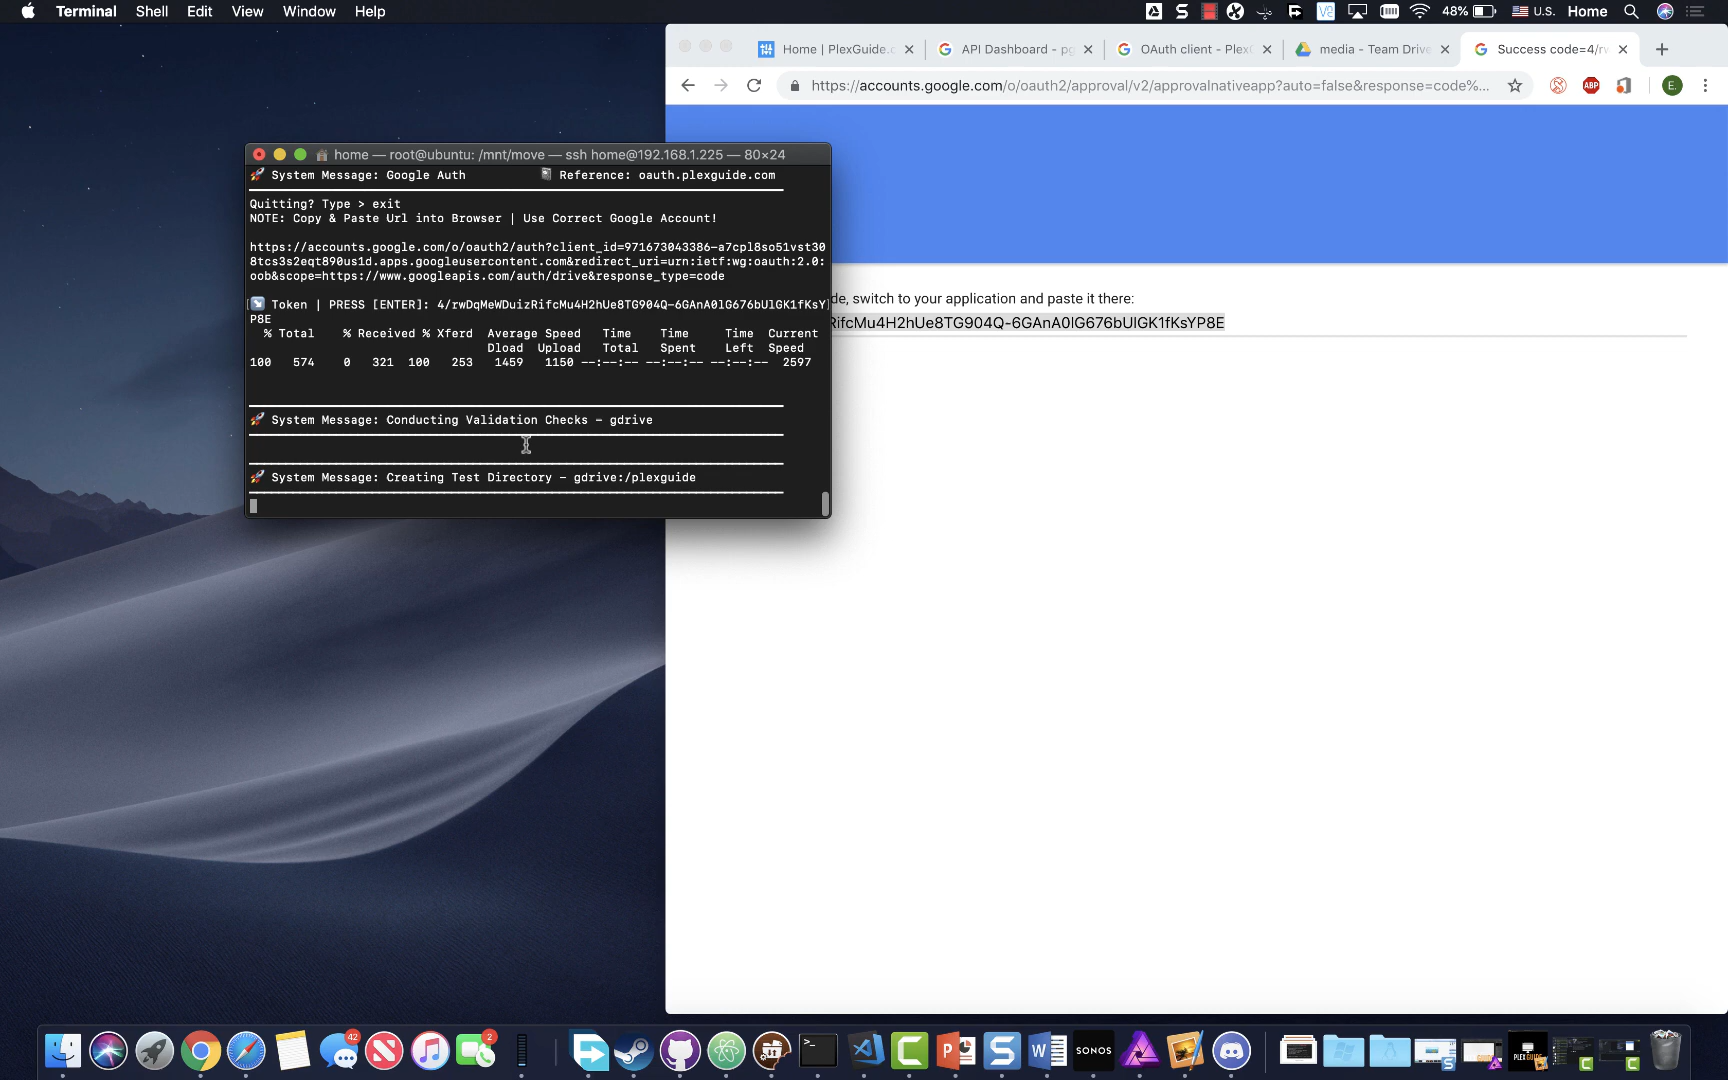 Terminal Shell Edit View Window Help
48% U.S. Home
Home | PlexGuide.c
API Dashboard - pg
OAuth client - Plex
media - Team Drive
Success code=4/rw
https://accounts.google.com/o/oauth2/approval/v2/approvalnativeapp?auto=false&response=code%...
ABP
E.
home — root@ubuntu: /mnt/move — ssh home@192.168.1.225 — 80×24
System Message: Google Auth Reference: oauth.plexguide.com
Quitting? Type > exit
NOTE: Copy & Paste Url into Browser | Use Correct Google Account!
https://accounts.google.com/o/oauth2/auth?client_id=971673043386-a7cpl8so51vst30
8tcs3s2eqt890us1d.apps.googleusercontent.com&redirect_uri=urn:ietf:wg:oauth:2.0:
oob&scope=https://www.googleapis.com/auth/drive&response_type=code
Token | PRESS [ENTER]: 4/rwDqMeWDuizRifcMu4H2hUe8TG904Q-6GAnA0lG676bUlGK1fKsY
P8E
% Total % Received % Xferd Average Speed Time Time Time Current
Dload Upload Total Spent Left Speed
100 574 0 321 100 253 1459 1150 --:--:-- --:--:-- --:--:-- 2597
System Message: Conducting Validation Checks - gdrive
System Message: Creating Test Directory - gdrive:/plexguide
de, switch to your application and paste it there:
RifcMu4H2hUe8TG904Q-6GAnA0lG676bUlGK1fKsYP8E
42
2
SONOS
PLEX GUIDE